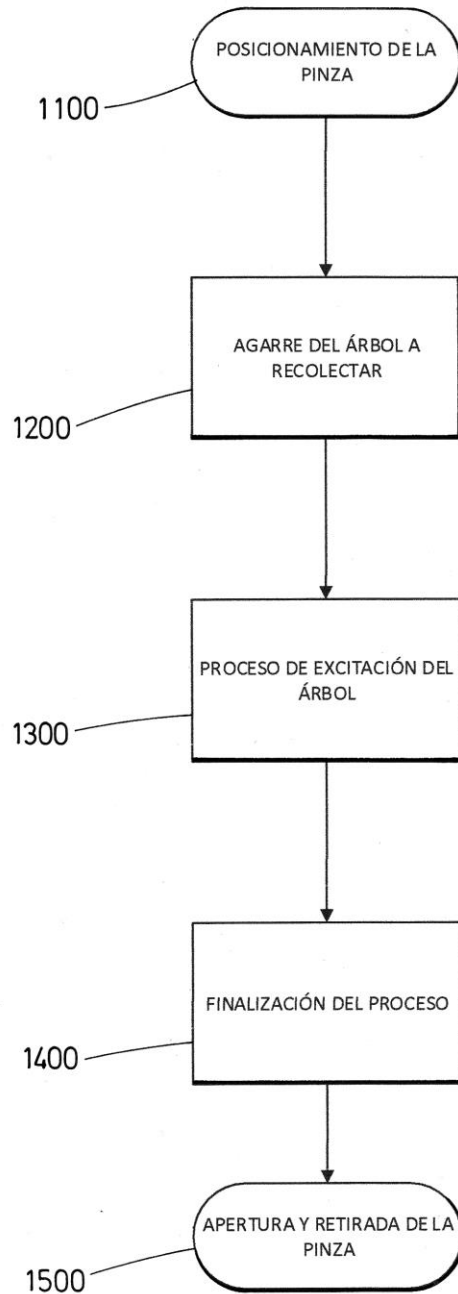 POSICIONAMIENTO DE LA
PINZA
1100
AGARRE DEL ÁRBOL A
RECOLECTAR
1200
PROCESO DE EXCITACIÓN DEL
ÁRBOL
1300
FINALIZACIÓN DEL PROCESO
1400
APERTURA Y RETIRADA DE LA
PINZA
1500